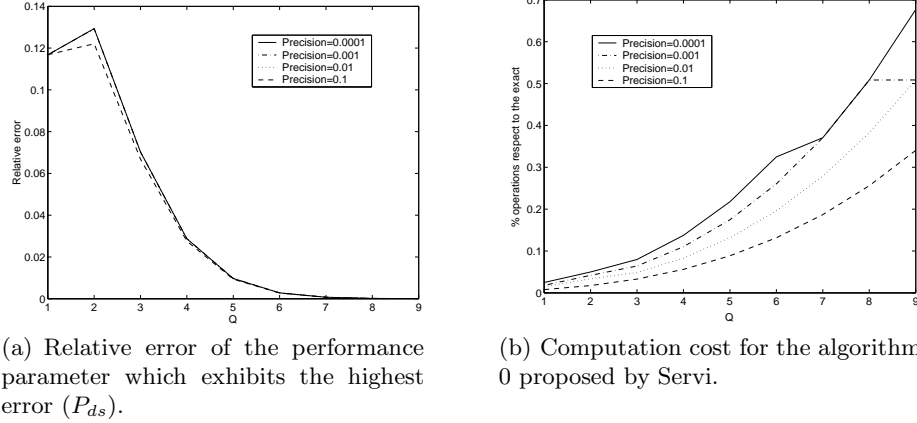 0.14
0.12
0.1
0.08
0.06
0.04
0.02
0
Relative error
1 2 3 4 5 6 7 8 9
Q
Precision=0.0001
Precision=0.001
Precision=0.01
Precision=0.1
(a) Relative error of the performance
parameter which exhibits the highest
error (P_{ds}).
0.7
0.6
0.5
0.4
0.3
0.2
0.1
0
% operations respect to the exact
1 2 3 4 5 6 7 8 9
Q
Precision=0.0001
Precision=0.001
Precision=0.01
Precision=0.1
(b) Computation cost for the algorithm
0 proposed by Servi.